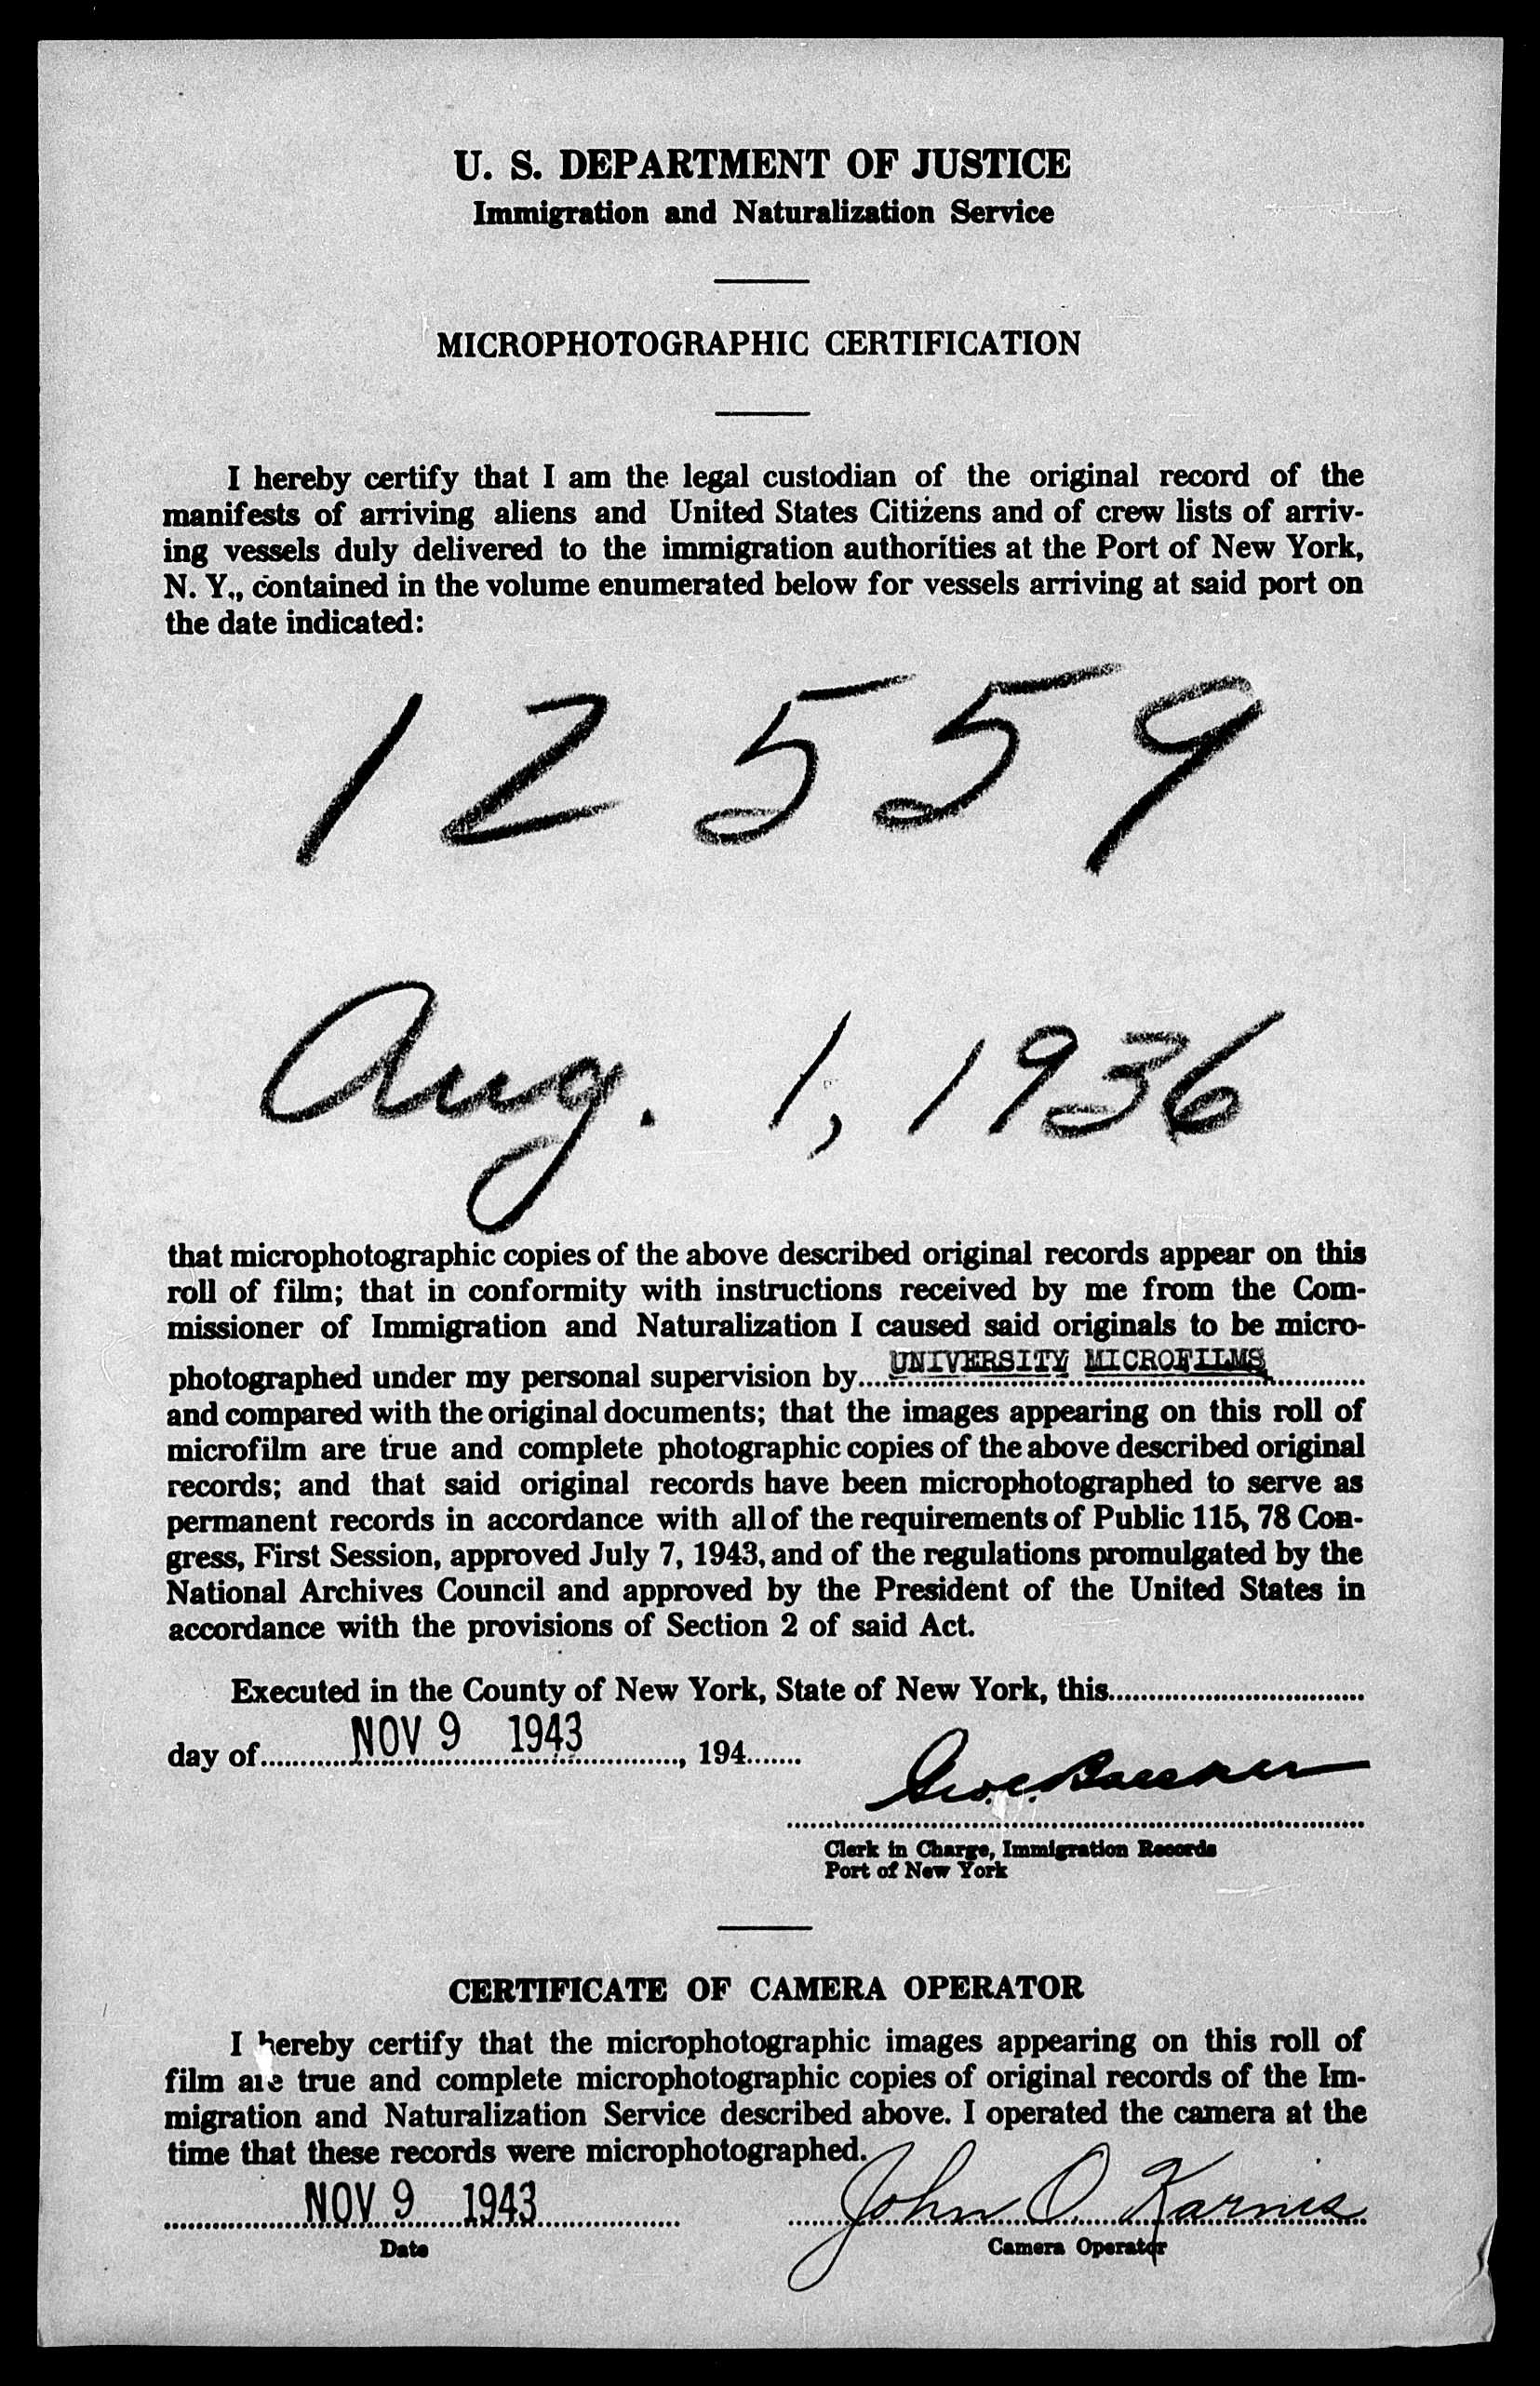 U. S. DEPARTMENT OF JUSTICE
Immigration and Naturalization Service
MICROPHOTOGRAPHIC CERTIFICATION
I hereby certify that I am the legal custodian of the original record of the
manifests of arriving aliens and United States Citizens and of crew lists of arriv-
ing vessels duly delivered to the immigration authorities at the Port of New York,
N. Y., contained in the volume enumerated below for vessels arriving at said port on
the date indicated:
12559
Aug. 1, 1936
that microphotographic copies of the above described original records appear on this
roll of film; that in conformity with instructions received by me from the Com-
missioner of Immigration and Naturalization I caused said originals to be micro-
photographed under my personal supervision by....UNIVERSITY MICROFILMS
and compared with the original documents; that the images appearing on this roll of
microfilm are true and complete photographic copies of the above described original
records; and that said original records have been microphotographed to serve as
permanent records in accordance with all of the requirements of Public 115, 78 Con-
gress, First Session, approved July 7, 1943, and of the regulations promulgated by the
National Archives Council and approved by the President of the United States in
accordance with the provisions of Section 2 of said Act.
Executed in the County of New York, State of New York, this
day of NOV 9 1943, 194
Geo. C.
Clerk in Charge, Immigration Records
Port of New York
CERTIFICATE OF CAMERA OPERATOR
I hereby certify that the microphotographic images appearing on this roll of
film are true and complete microphotographic copies of original records of the Im-
migration and Naturalization Service described above. I operated the camera at the
time that these records were microphotographed.
NOV 9 1943 John O. Karnis
Date
Camera Operator